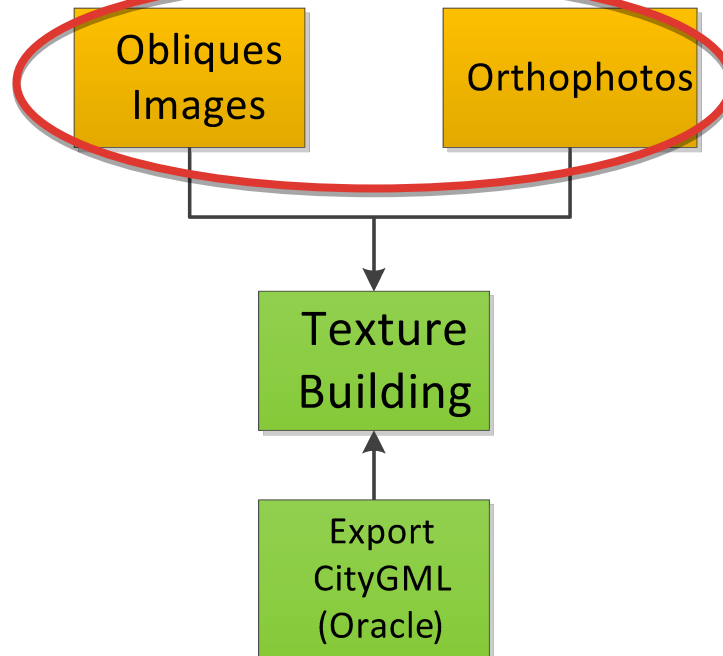 Obliques
Images
Orthophotos
Texture
Building
Export
CityGML
(Oracle)